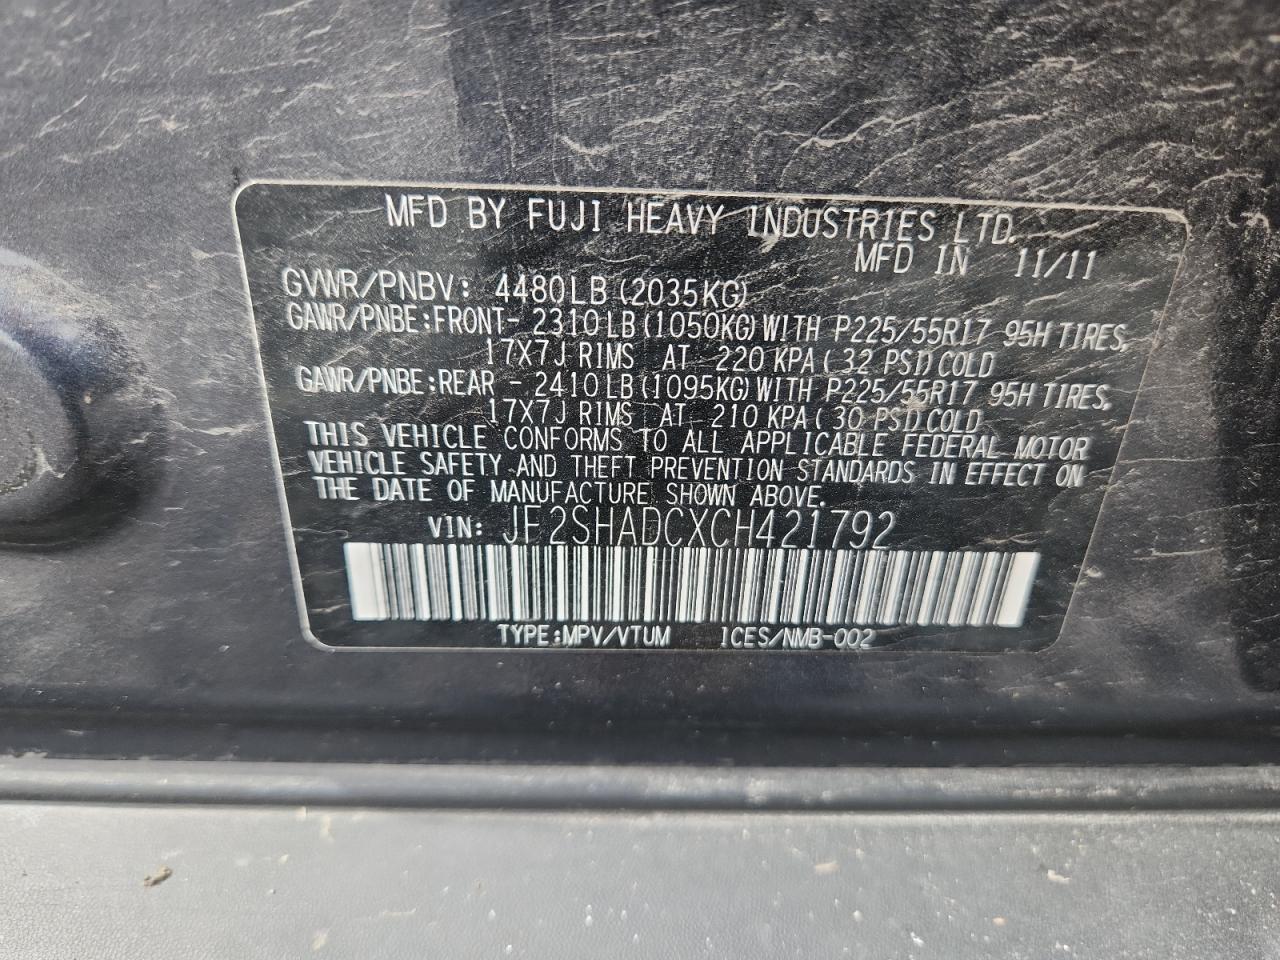 MFD BY FUJI HEAVY INDUSTRIES LTD.
MFD IN 11/11
GVWR/PNBV: 4480LB(2035KG)
GAWR/PNBE:FRONT- 2310LB(1050KG)WITH P225/55R17 95H TIRES,
17X7J RIMS AT 220 KPA( 32 PSI)COLD
GAWR/PNBE:REAR - 2410LB(1095KG)WITH P225/55R17 95H TIRES,
17X7J RIMS AT 210 KPA( 30 PSI)COLD
THIS VEHICLE CONFORMS TO ALL APPLICABLE FEDERAL MOTOR
VEHICLE SAFETY AND THEFT PREVENTION STANDARDS IN EFFECT ON
THE DATE OF MANUFACTURE SHOWN ABOVE.
VIN: JF2SHADCXCH421792
TYPE:MPV/VTUM ICES/NMB-002